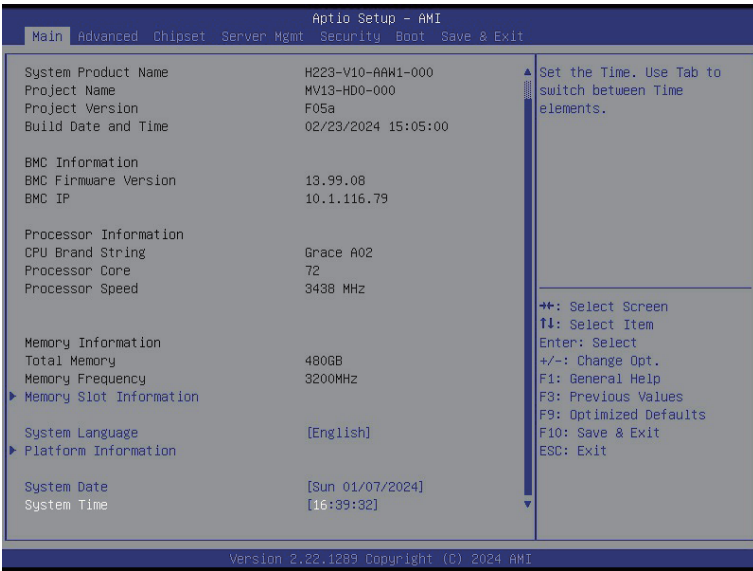 Aptio Setup – AMI
Main Advanced Chipset Server Mgmt Security Boot Save & Exit
System Product Name H223-V10-AAW1-000
Project Name MV13-HD0-000
Project Version F05a
Build Date and Time 02/23/2024 15:05:00
BMC Information
BMC Firmware Version 13.99.08
BMC IP 10.1.116.79
Processor Information
CPU Brand String Grace A02
Processor Core 72
Processor Speed 3438 MHz
Memory Information
Total Memory 480GB
Memory Frequency 3200MHz
Memory Slot Information
System Language [English]
Platform Information
System Date [Sun 01/07/2024]
System Time [16:39:32]
Set the Time. Use Tab to
switch between Time
elements.
→←: Select Screen
↑↓: Select Item
Enter: Select
+/-: Change Opt.
F1: General Help
F3: Previous Values
F9: Optimized Defaults
F10: Save & Exit
ESC: Exit
Version 2.22.1289 Copyright (C) 2024 AMI